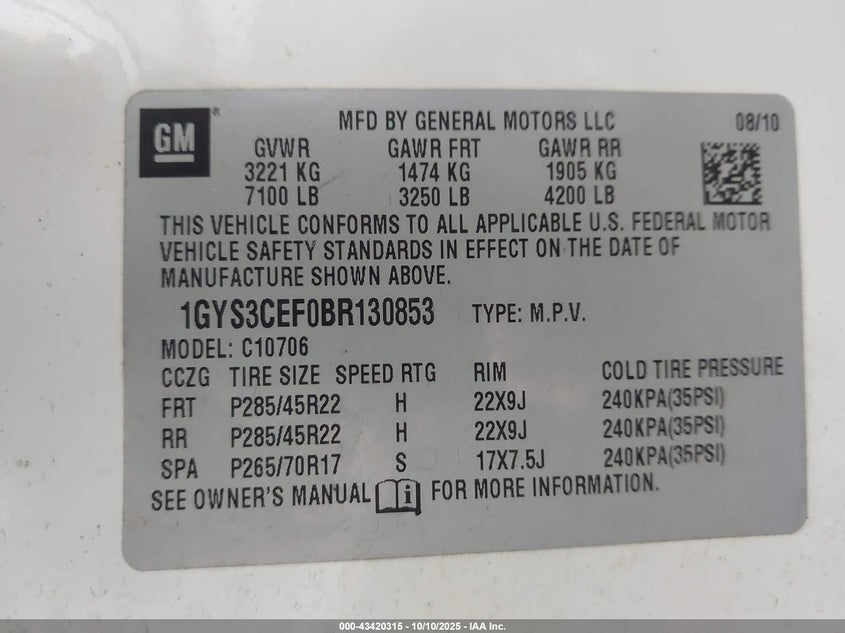 GM® MFD BY GENERAL MOTORS LLC 08/10
GVWR GAWR FRT GAWR RR
3221 KG 1474 KG 1905 KG
7100 LB 3250 LB 4200 LB
THIS VEHICLE CONFORMS TO ALL APPLICABLE U.S. FEDERAL MOTOR
VEHICLE SAFETY STANDARDS IN EFFECT ON THE DATE OF
MANUFACTURE SHOWN ABOVE.
1GYS3CEF0BR130853 TYPE: M.P.V.
MODEL: C10706
CCZG TIRE SIZE SPEED RTG RIM COLD TIRE PRESSURE
FRT P285/45R22 H 22X9J 240KPA(35PSI)
RR P285/45R22 H 22X9J 240KPA(35PSI)
SPA P265/70R17 S 17X7.5J 240KPA(35PSI)
SEE OWNER'S MANUAL i FOR MORE INFORMATION.
000-43420315 - 10/10/2025 - IAA Inc.